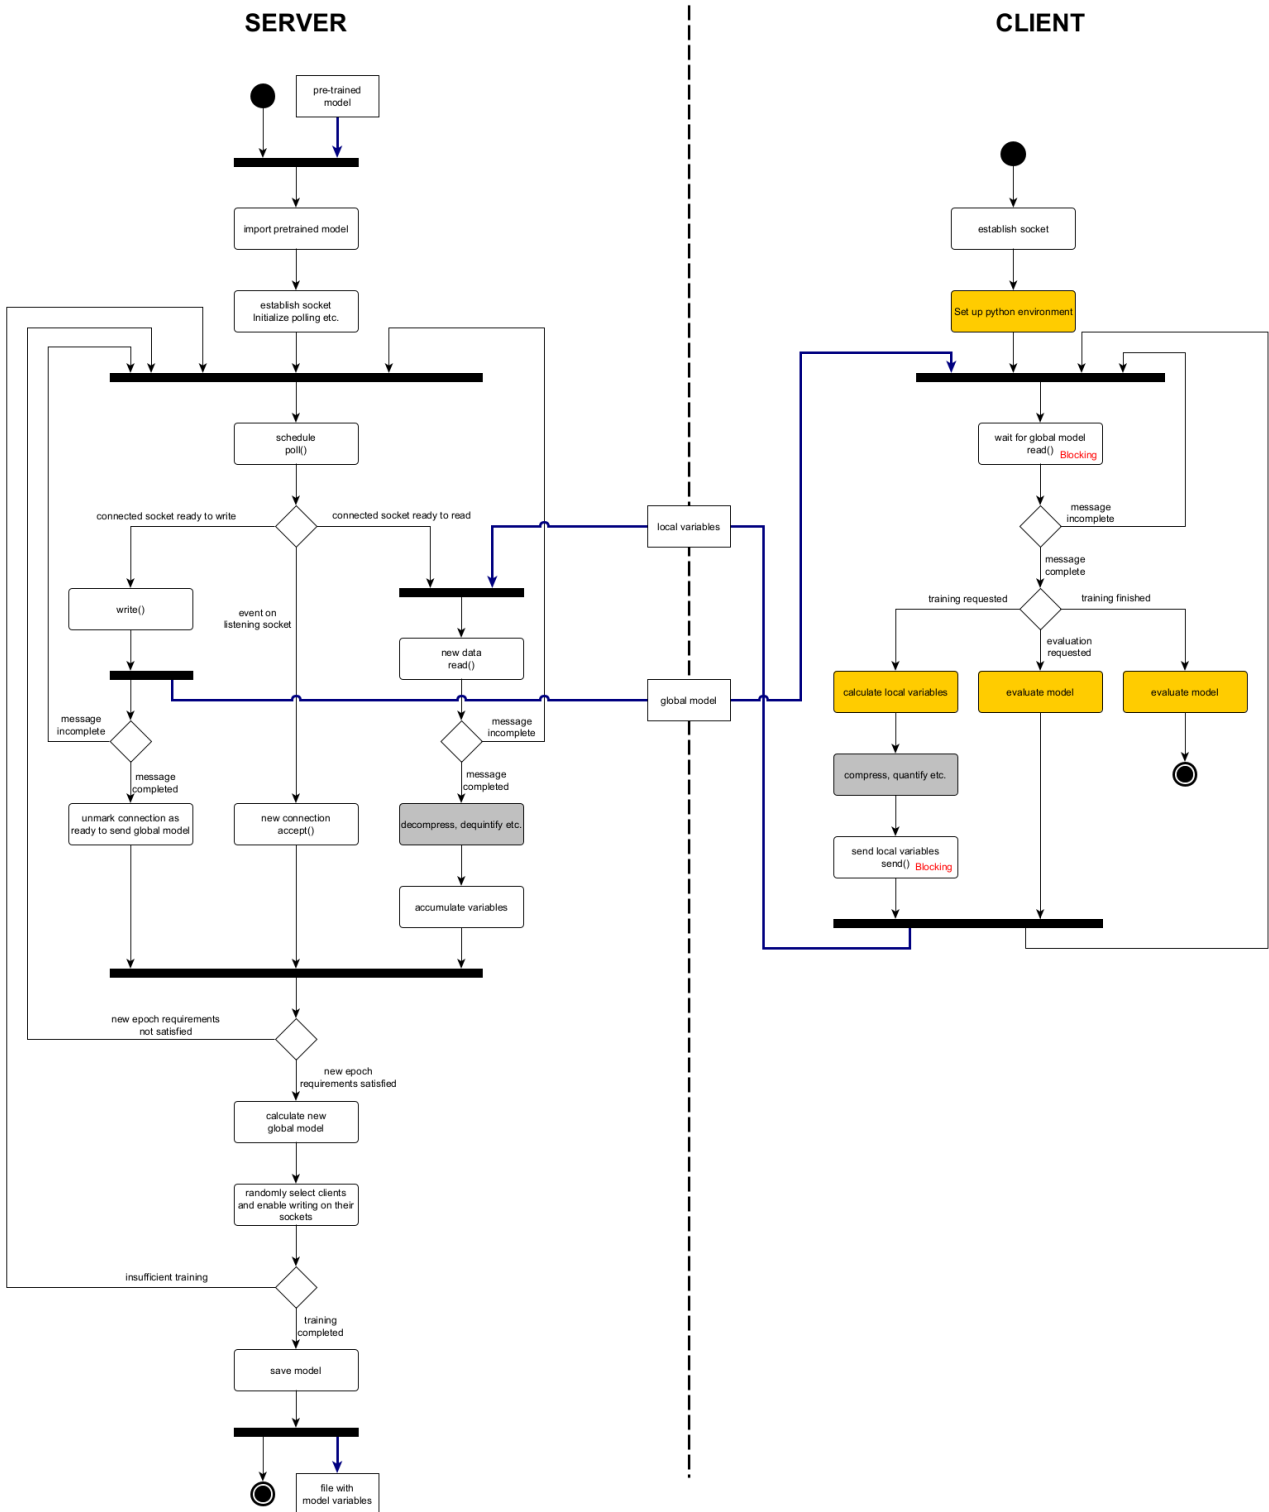 SERVER
CLIENT
pre-trained
model
import pretrained model
establish socket
establish socket
Initialize polling etc.
Set up python environment
schedule
poll()
wait for global model
read()
Blocking
connected socket ready to write
connected socket ready to read
local variables
message
incomplete
message
complete
write()
event on
listening socket
training requested
training finished
new data
read()
evaluation
requested
global model
calculate local variables
evaluate model
evaluate model
message
incomplete
message
incomplete
message
completed
message
completed
compress, quantify etc.
unmark connection as
ready to send global model
new connection
accept()
decompress, dequintify etc.
send local variables
send()
Blocking
accumulate variables
new epoch requirements
not satisfied
new epoch
requirements satisfied
calculate new
global model
randomly select clients
and enable writing on their
sockets
insufficient training
training
completed
save model
file with
model variables